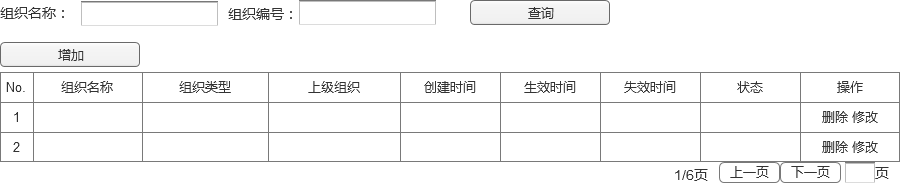 组织名称： 组织编号： 查询
增加
No. 组织名称 组织类型 上级组织 创建时间 生效时间 失效时间 状态 操作
1 删除 修改
2 删除 修改
1/6页 上一页 下一页 页